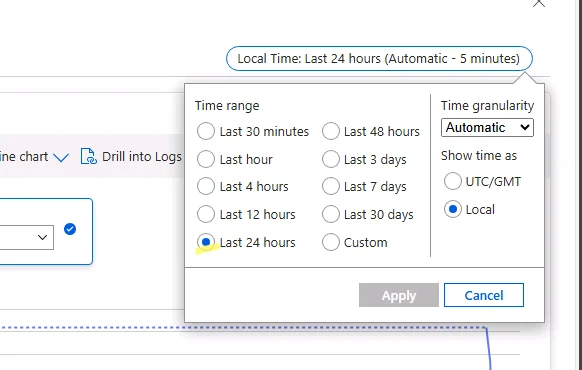 Local Time: Last 24 hours (Automatic - 5 minutes)
Time range
Last 30 minutes
Last 48 hours
Last hour
Last 3 days
Last 4 hours
Last 7 days
Last 12 hours
Last 30 days
Last 24 hours
Custom
Time granularity
Automatic
Show time as
UTC/GMT
Local
ine chart
Drill into Logs
Apply
Cancel